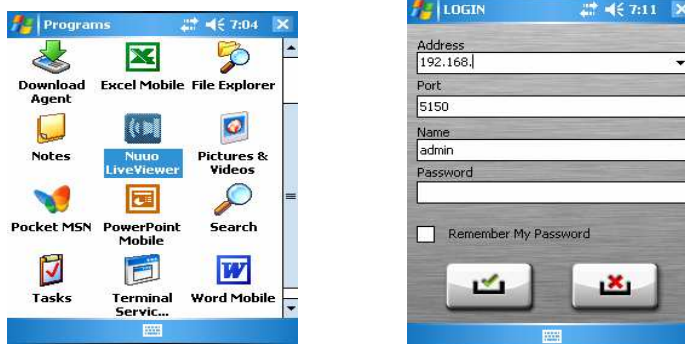 Programs 7:04
Download Agent
Excel Mobile
File Explorer
Notes
Nuuo LiveViewer
Pictures & Videos
Pocket MSN
PowerPoint Mobile
Search
Tasks
Terminal Servic...
Word Mobile
LOGIN 7:11
Address
192.168.
Port
5150
Name
admin
Password
Remember My Password